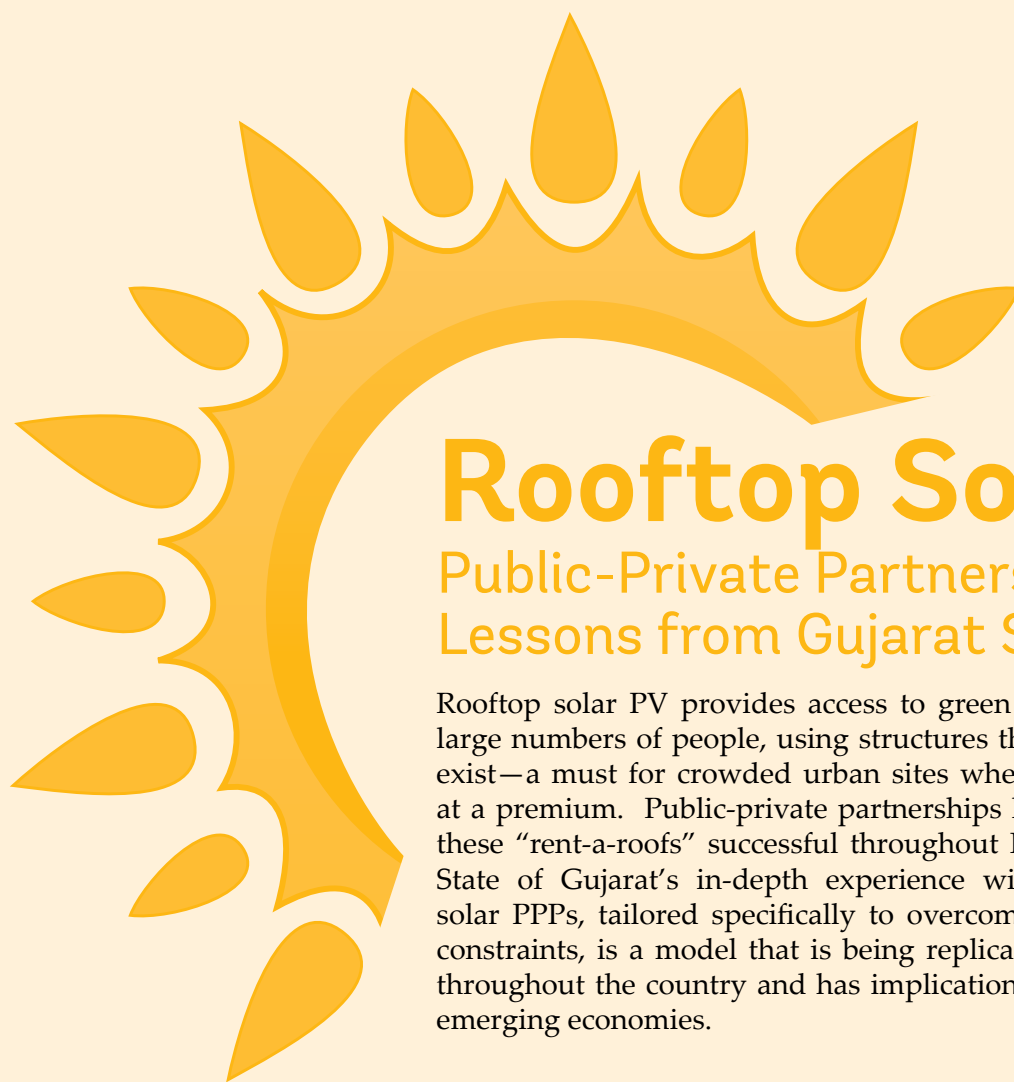 Rooftop So
Public-Private Partners
Lessons from Gujarat S
Rooftop solar PV provides access to green
large numbers of people, using structures th
exist—a must for crowded urban sites whe
at a premium. Public-private partnerships
these “rent-a-roofs” successful throughout I
State of Gujarat’s in-depth experience wi
solar PPPs, tailored specifically to overcom
constraints, is a model that is being replica
throughout the country and has implication
emerging economies.